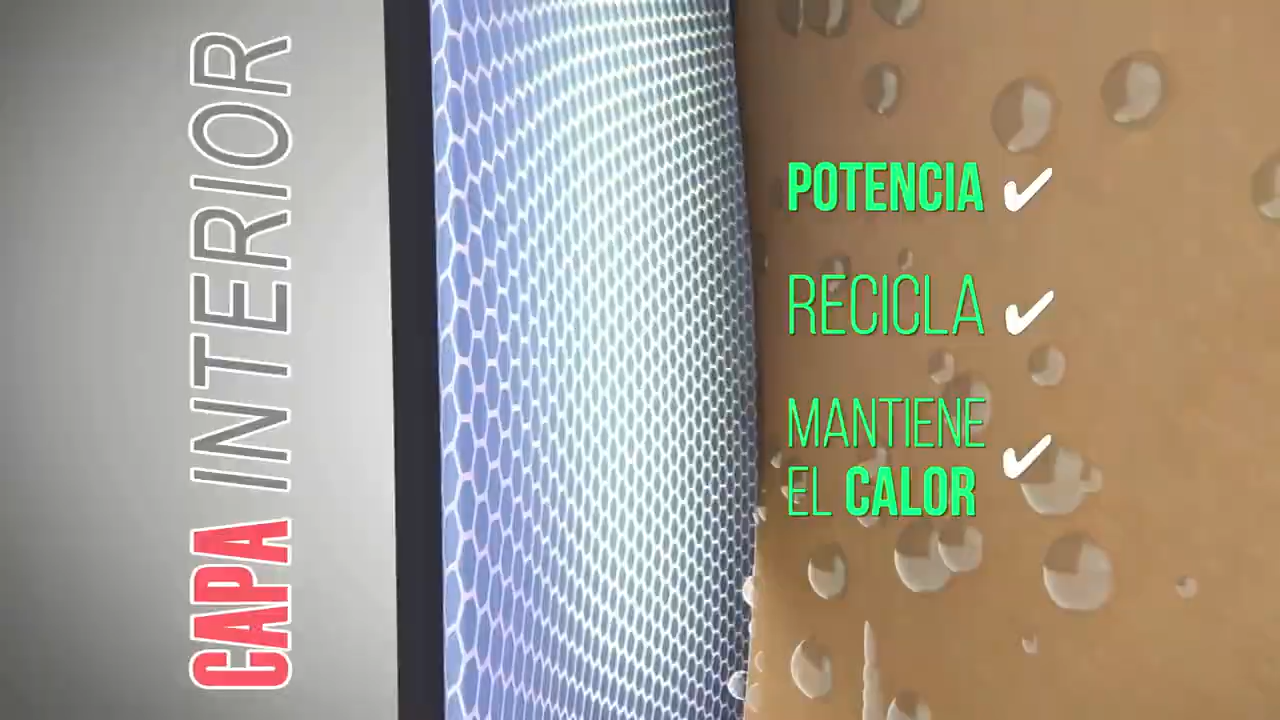 CAPA INTERIOR
POTENCIA
RECICLA
MANTIENE
EL CALOR